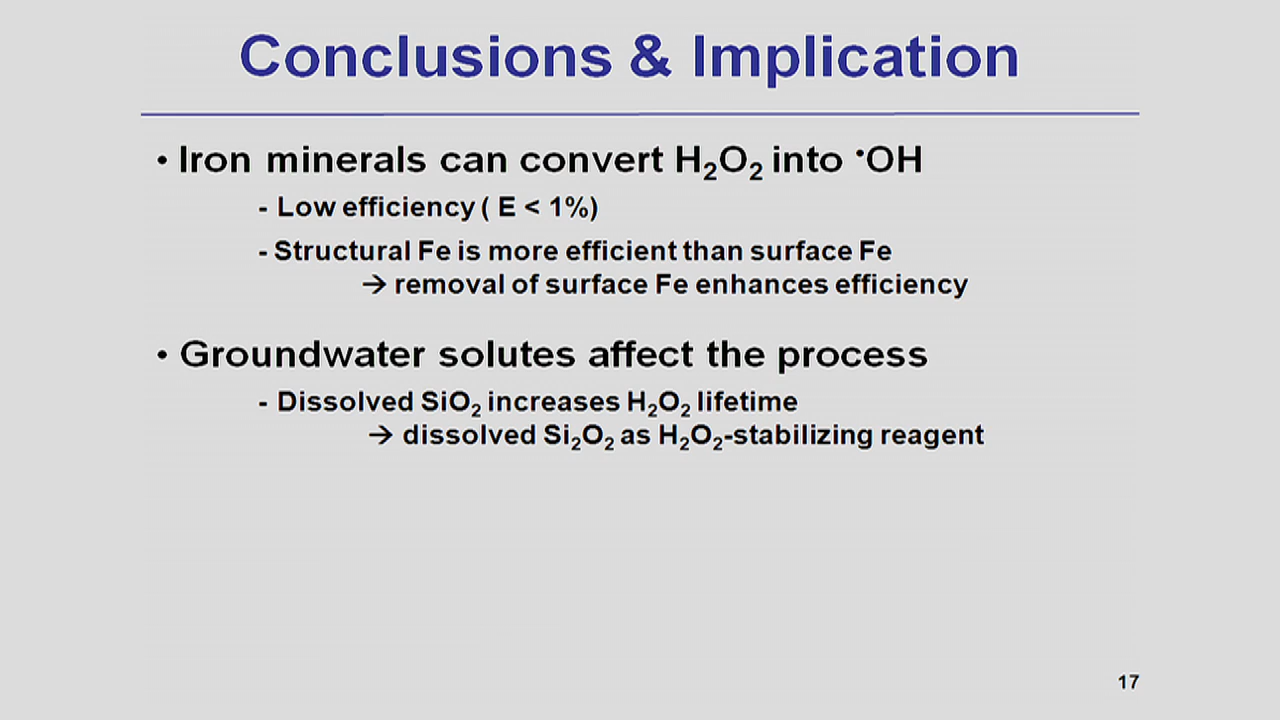 Conclusions & Implication
• Iron minerals can convert H₂O₂ into •OH
- Low efficiency ( E < 1%)
- Structural Fe is more efficient than surface Fe
→ removal of surface Fe enhances efficiency
• Groundwater solutes affect the process
- Dissolved SiO₂ increases H₂O₂ lifetime
→ dissolved Si₂O₂ as H₂O₂-stabilizing reagent
17